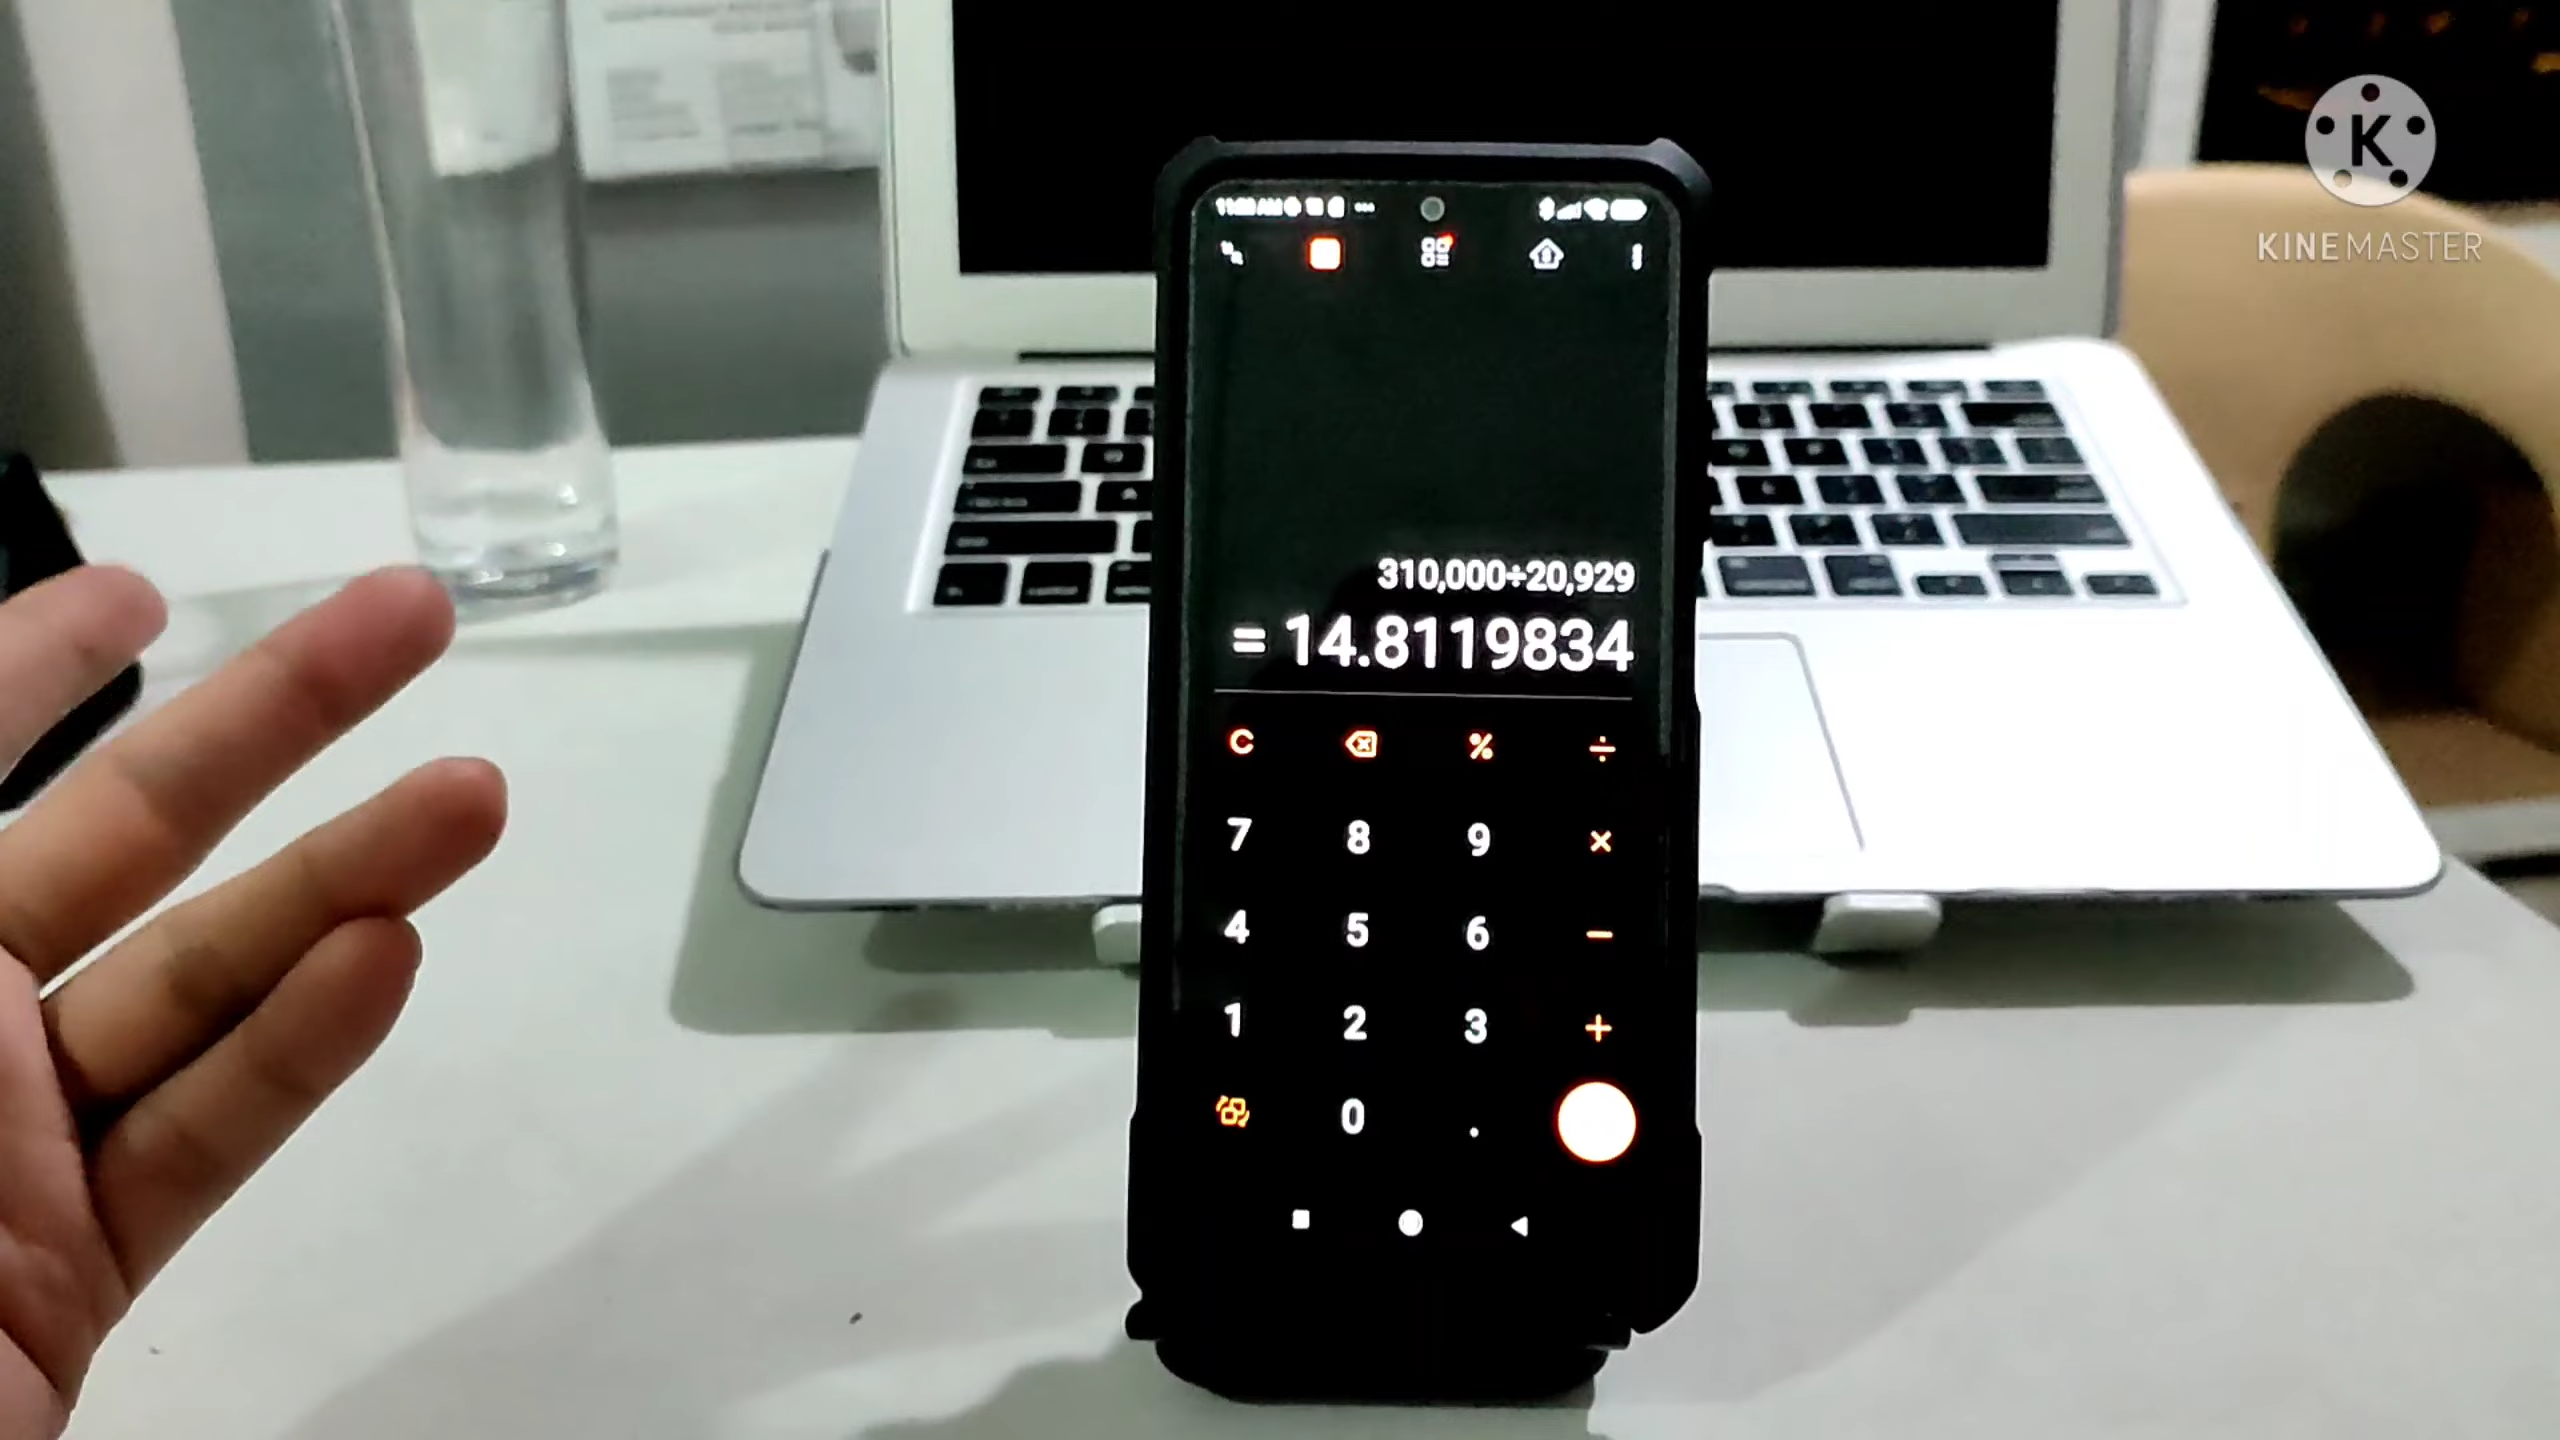 K
KINEMASTER
310,000÷20,929
= 14.8119834
C % ÷
7 8 9 ×
4 5 6 −
1 2 3 +
0 .